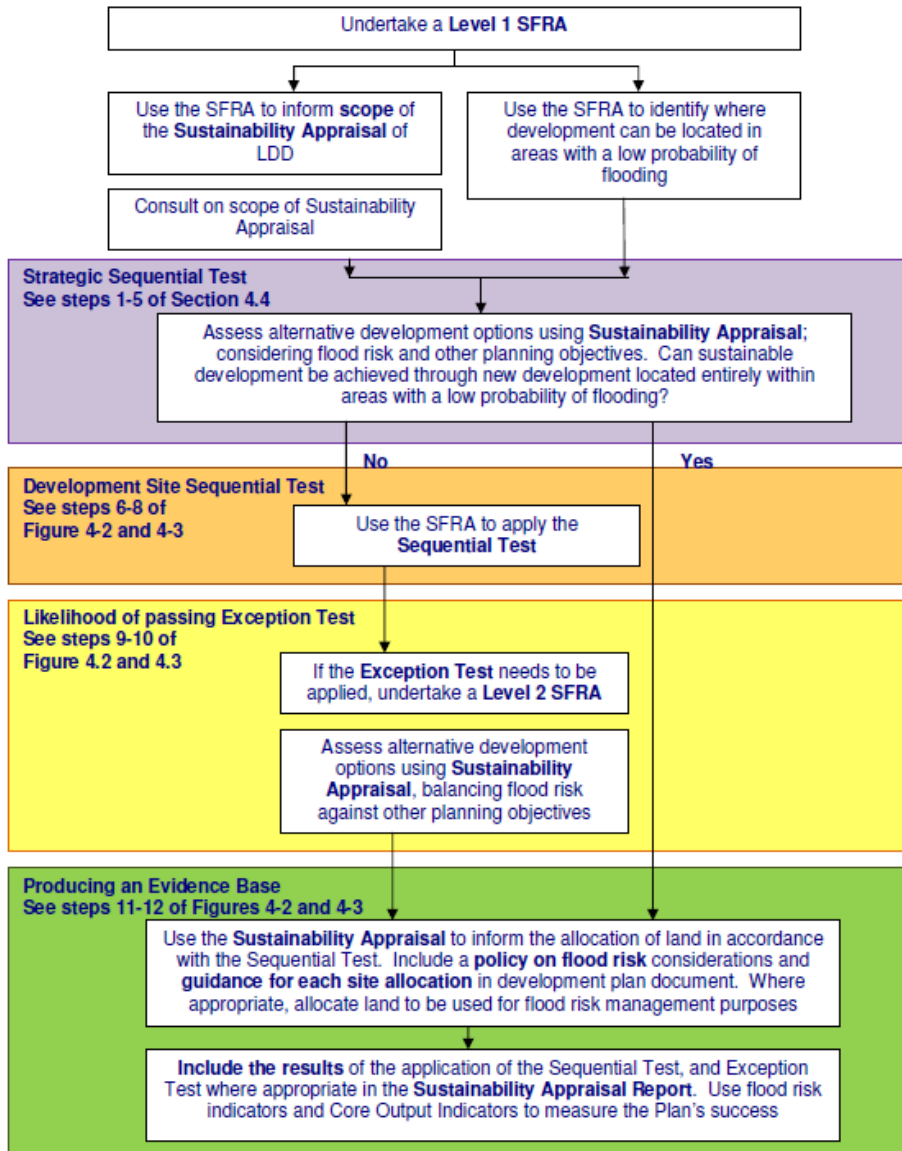 Undertake a Level 1 SFRA
Use the SFRA to inform scope of
the Sustainability Appraisal of
LDD
Use the SFRA to identify where
development can be located in
areas with a low probability of
flooding
Consult on scope of Sustainability
Appraisal
Strategic Sequential Test
See steps 1-5 of Section 4.4
Assess alternative development options using Sustainability Appraisal;
considering flood risk and other planning objectives. Can sustainable
development be achieved through new development located entirely within
areas with a low probability of flooding?
No
Yes
Development Site Sequential Test
See steps 6-8 of
Figure 4-2 and 4-3
Use the SFRA to apply the
Sequential Test
Likelihood of passing Exception Test
See steps 9-10 of
Figure 4.2 and 4.3
If the Exception Test needs to be
applied, undertake a Level 2 SFRA
Assess alternative development
options using Sustainability
Appraisal, balancing flood risk
against other planning objectives
Producing an Evidence Base
See steps 11-12 of Figures 4-2 and 4-3
Use the Sustainability Appraisal to inform the allocation of land in accordance
with the Sequential Test. Include a policy on flood risk considerations and
guidance for each site allocation in development plan document. Where
appropriate, allocate land to be used for flood risk management purposes
Include the results of the application of the Sequential Test, and Exception
Test where appropriate in the Sustainability Appraisal Report. Use flood risk
indicators and Core Output Indicators to measure the Plan's success